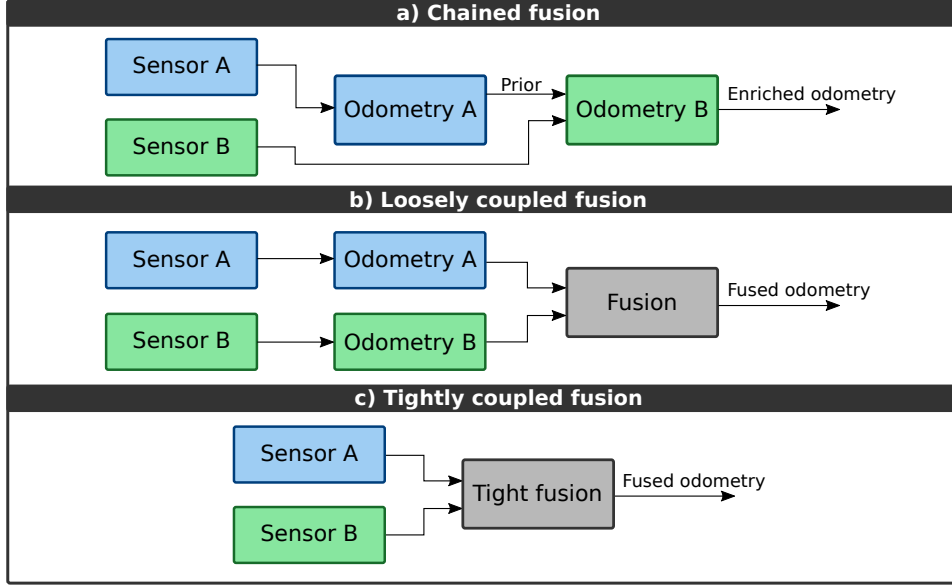 a) Chained fusion
Sensor A
Odometry A
Prior
Odometry B
Enriched odometry
Sensor B
b) Loosely coupled fusion
Sensor A
Odometry A
Fusion
Fused odometry
Sensor B
Odometry B
c) Tightly coupled fusion
Sensor A
Tight fusion
Fused odometry
Sensor B